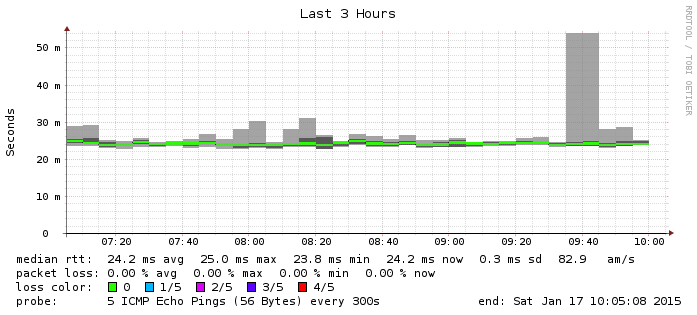 Last 3 Hours
RRDTOOL / TOBI OETIKER
Seconds
50 m
40 m
30 m
20 m
10 m
0
07:20 07:40 08:00 08:20 08:40 09:00 09:20 09:40 10:00
median rtt: 24.2 ms avg 25.0 ms max 23.8 ms min 24.2 ms now 0.3 ms sd 82.9 am/s
packet loss: 0.00 % avg 0.00 % max 0.00 % min 0.00 % now
loss color: 0 1/5 2/5 3/5 4/5
probe: 5 ICMP Echo Pings (56 Bytes) every 300s end: Sat Jan 17 10:05:08 2015